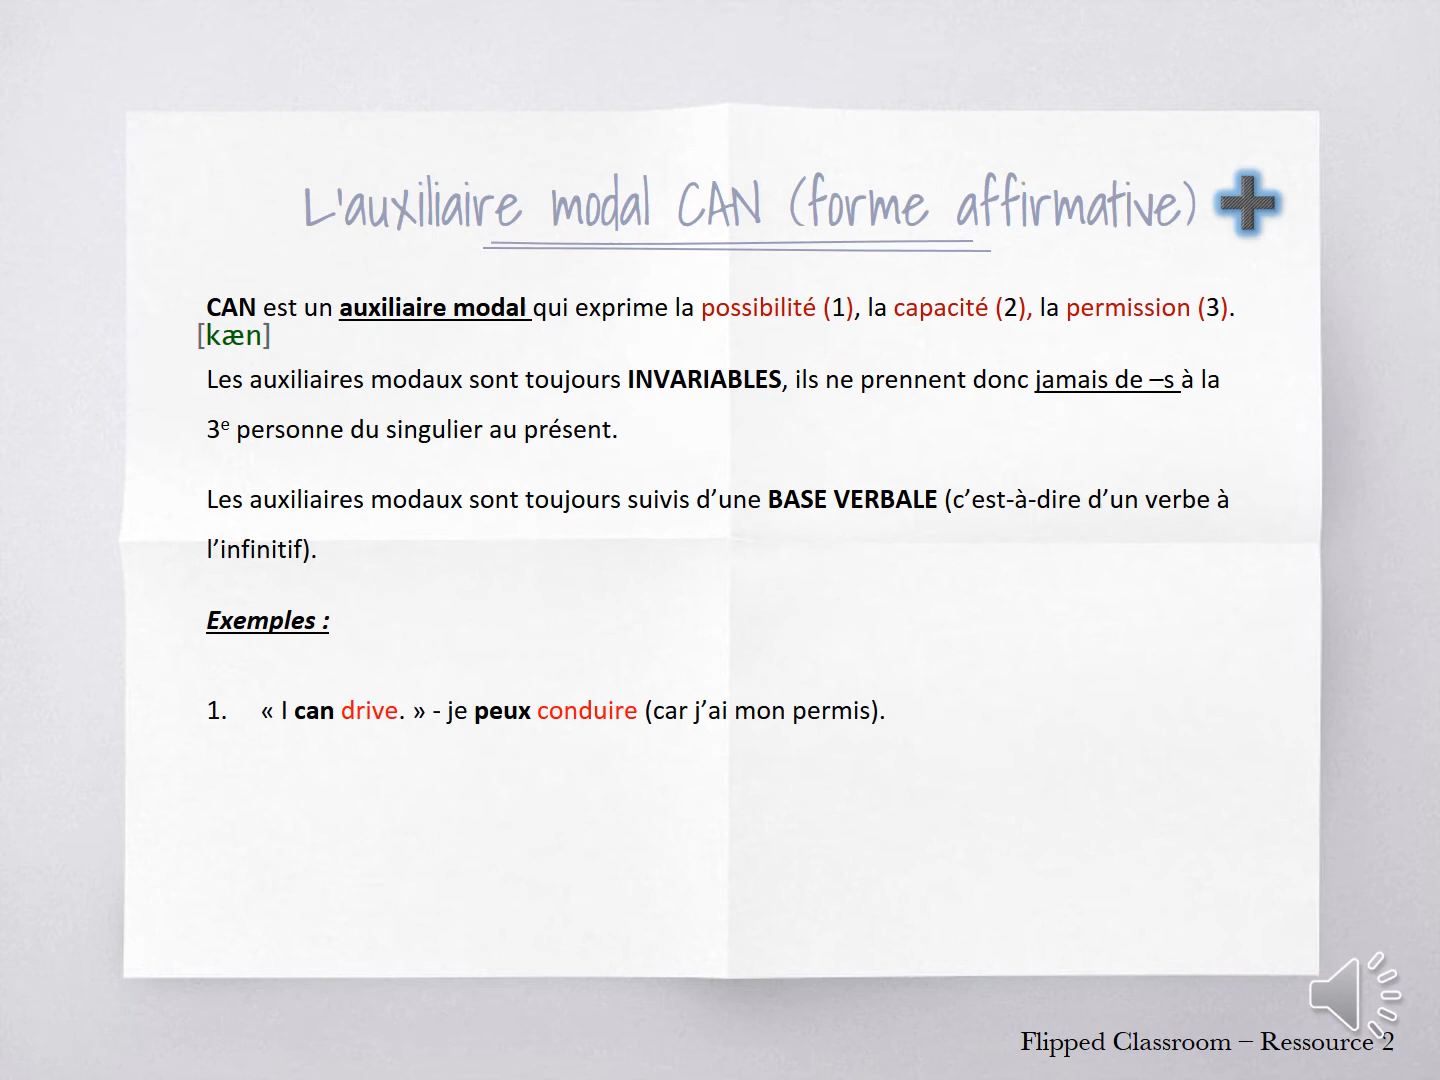 L'auxiliaire modal CAN (forme affirmative)
CAN est un auxiliaire modal qui exprime la possibilité (1), la capacité (2), la permission (3).
[kæn]
Les auxiliaires modaux sont toujours INVARIABLES, ils ne prennent donc jamais de –s à la
3e personne du singulier au présent.
Les auxiliaires modaux sont toujours suivis d’une BASE VERBALE (c’est-à-dire d’un verbe à
l’infinitif).
Exemples :
1. « I can drive. » - je peux conduire (car j’ai mon permis).
Flipped Classroom – Ressource 2